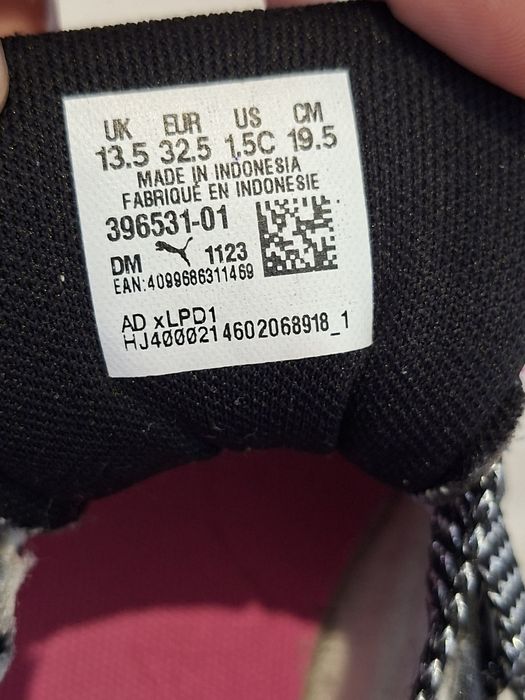 UK EUR US CM
13.5 32.5 1.5C 19.5
MADE IN INDONESIA
FABRIQUÉ EN INDONESIE
396531-01
DM 1123
EAN:4099686311469
AD xLPD1
HJ4000214602068918_1